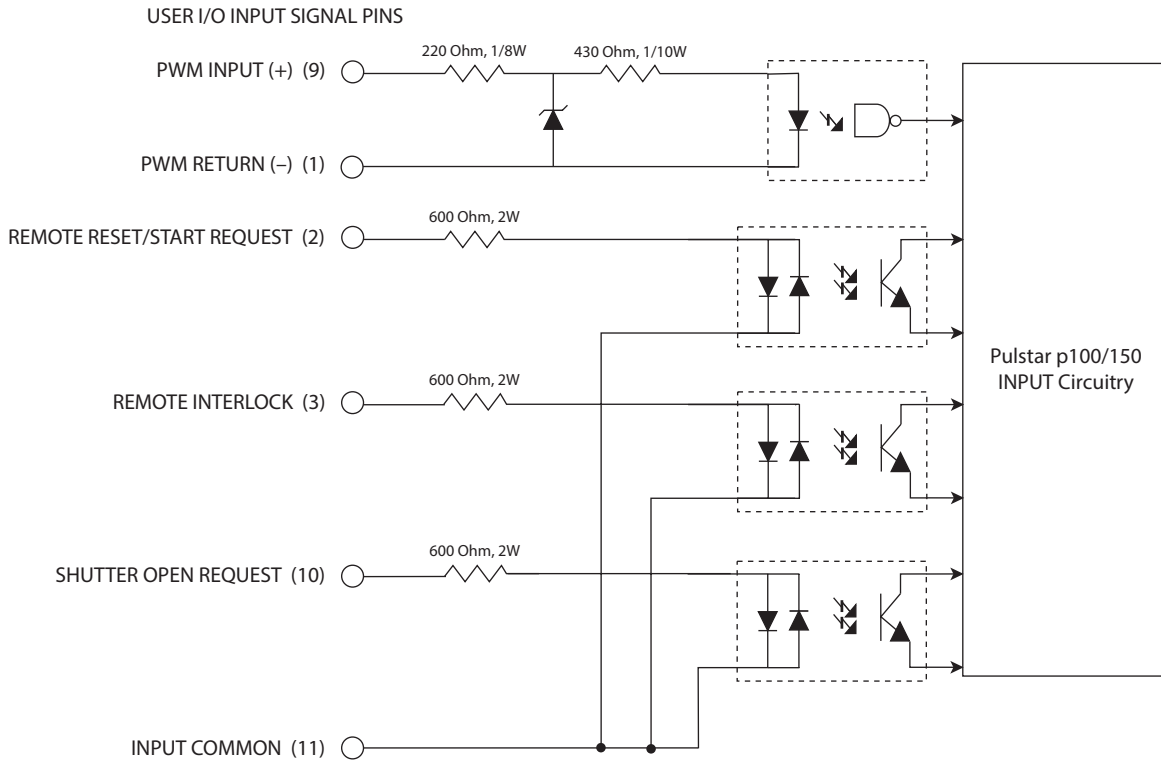 USER I/O INPUT SIGNAL PINS
220 Ohm, 1/8W
430 Ohm, 1/10W
PWM INPUT (+) (9)
PWM RETURN (–) (1)
600 Ohm, 2W
REMOTE RESET/START REQUEST (2)
Pulstar p100/150
INPUT Circuitry
600 Ohm, 2W
REMOTE INTERLOCK (3)
600 Ohm, 2W
SHUTTER OPEN REQUEST (10)
INPUT COMMON (11)